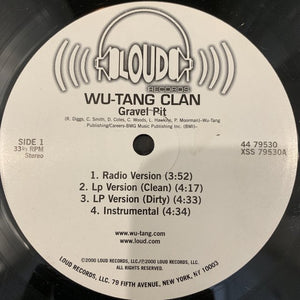 LOUD
RECORDS
WU-TANG CLAN
Gravel Pit
(R. Diggs, C. Smith, D. Coles, C. Woods, L. Hawkins, P. Moorman)-Wu-Tang
Publishing/Careers-BMG Music Publishing Inc. (BMI)-
SIDE 1
33⅓ RPM
Stereo
44 79530
XSS 79530A
1. Radio Version (3:52)
2. Lp Version (Clean) (4:17)
3. LP Version (Dirty) (4:33)
4. Instrumental (4:34)
www.wu-tang.com
www.loud.com
©2000 LOUD RECORDS, LLC./℗2000 LOUD RECORDS, LLC.
ALL RIGHTS RESERVED.
LOUD RECORDS, LLC. 79 FIFTH AVENUE, NEW YORK, NY 10003